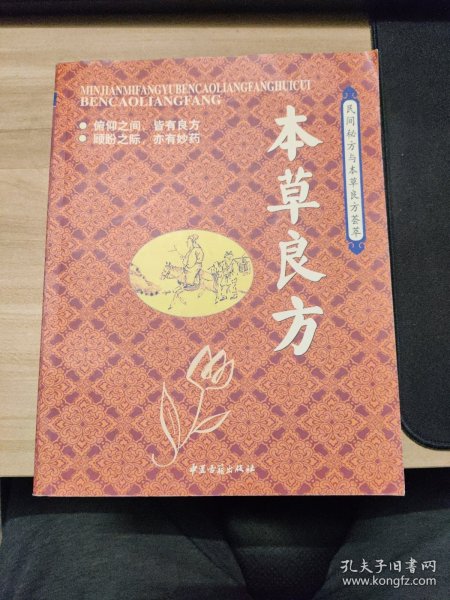 MINJIANMIFANGYUBENCAOLIANGFANGHUICUI
BENCAOLIANGFANG
● 俯仰之间，皆有良方
● 顾盼之际，亦有妙药
民间秘方与本草良方荟萃
本草良方
中医古籍出版社
孔夫子旧书网
www.kongfz.com